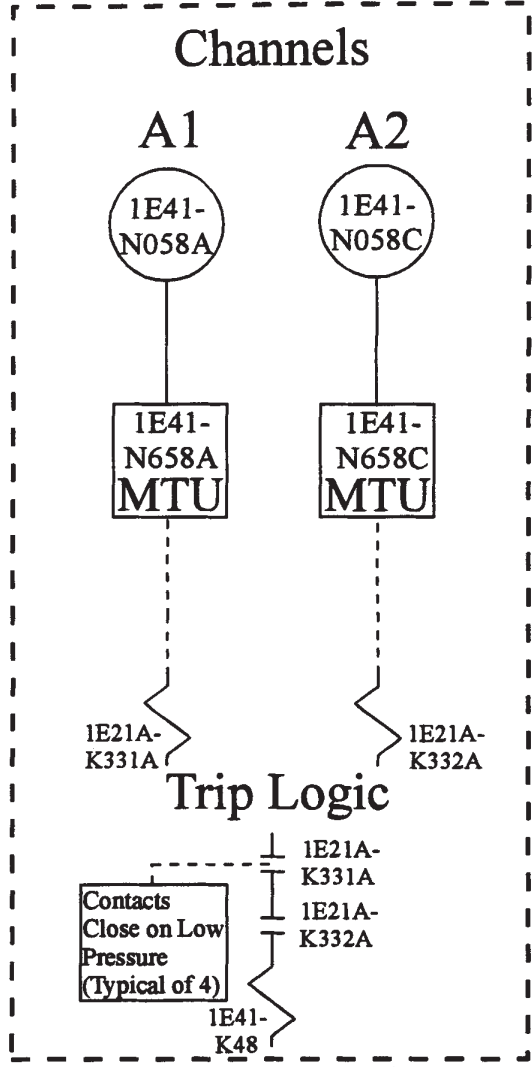 Channels
A1
A2
1E41-
N058A
1E41-
N058C
1E41-
N658A
MTU
1E41-
N658C
MTU
1E21A-
K331A
1E21A-
K332A
Trip Logic
1E21A-
K331A
1E21A-
K332A
Contacts
Close on Low
Pressure
(Typical of 4)
1E41-
K48